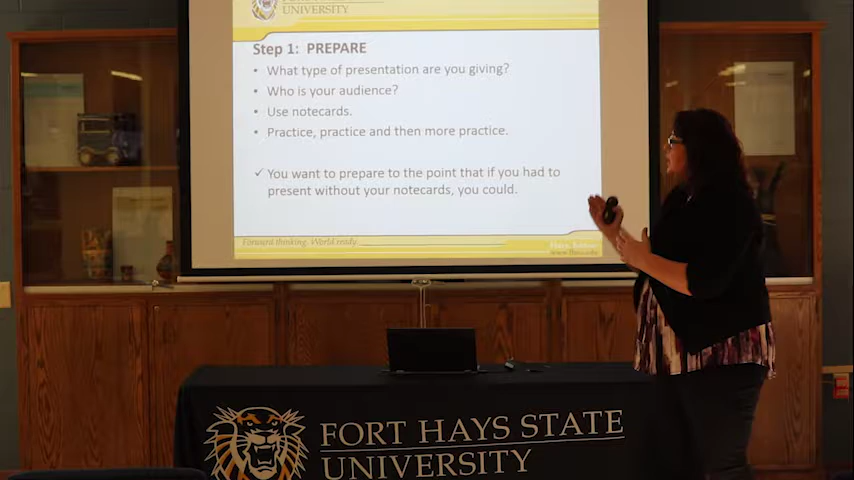 UNIVERSITY
Step 1: PREPARE
• What type of presentation are you giving?
• Who is your audience?
• Use notecards.
• Practice, practice and then more practice.
✓ You want to prepare to the point that if you had to
present without your notecards, you could.
Forward thinking. World ready.
FORT HAYS STATE
UNIVERSITY